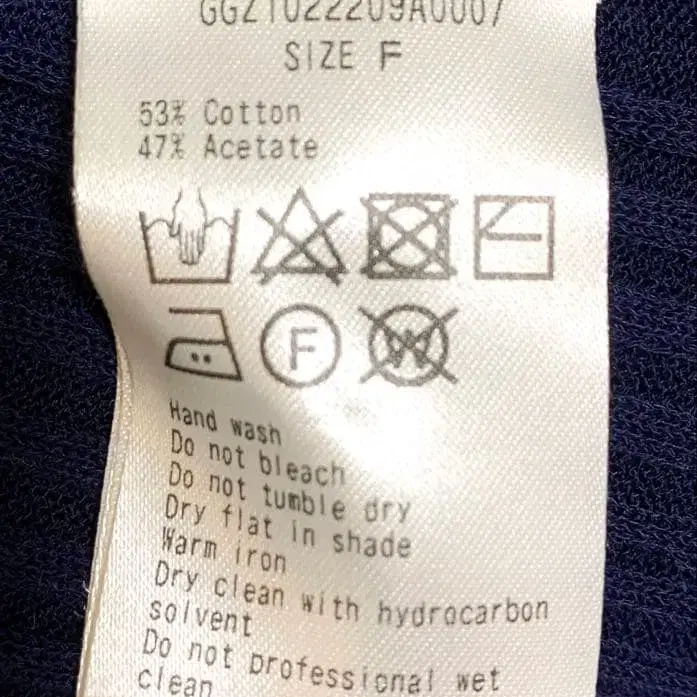 GGZ1022209A0007
SIZE F
53% Cotton
47% Acetate
F
W
Hand wash
Do not bleach
Do not tumble dry
Dry flat in shade
Warm iron
Dry clean with hydrocarbon
solvent
Do not professional wet
clean